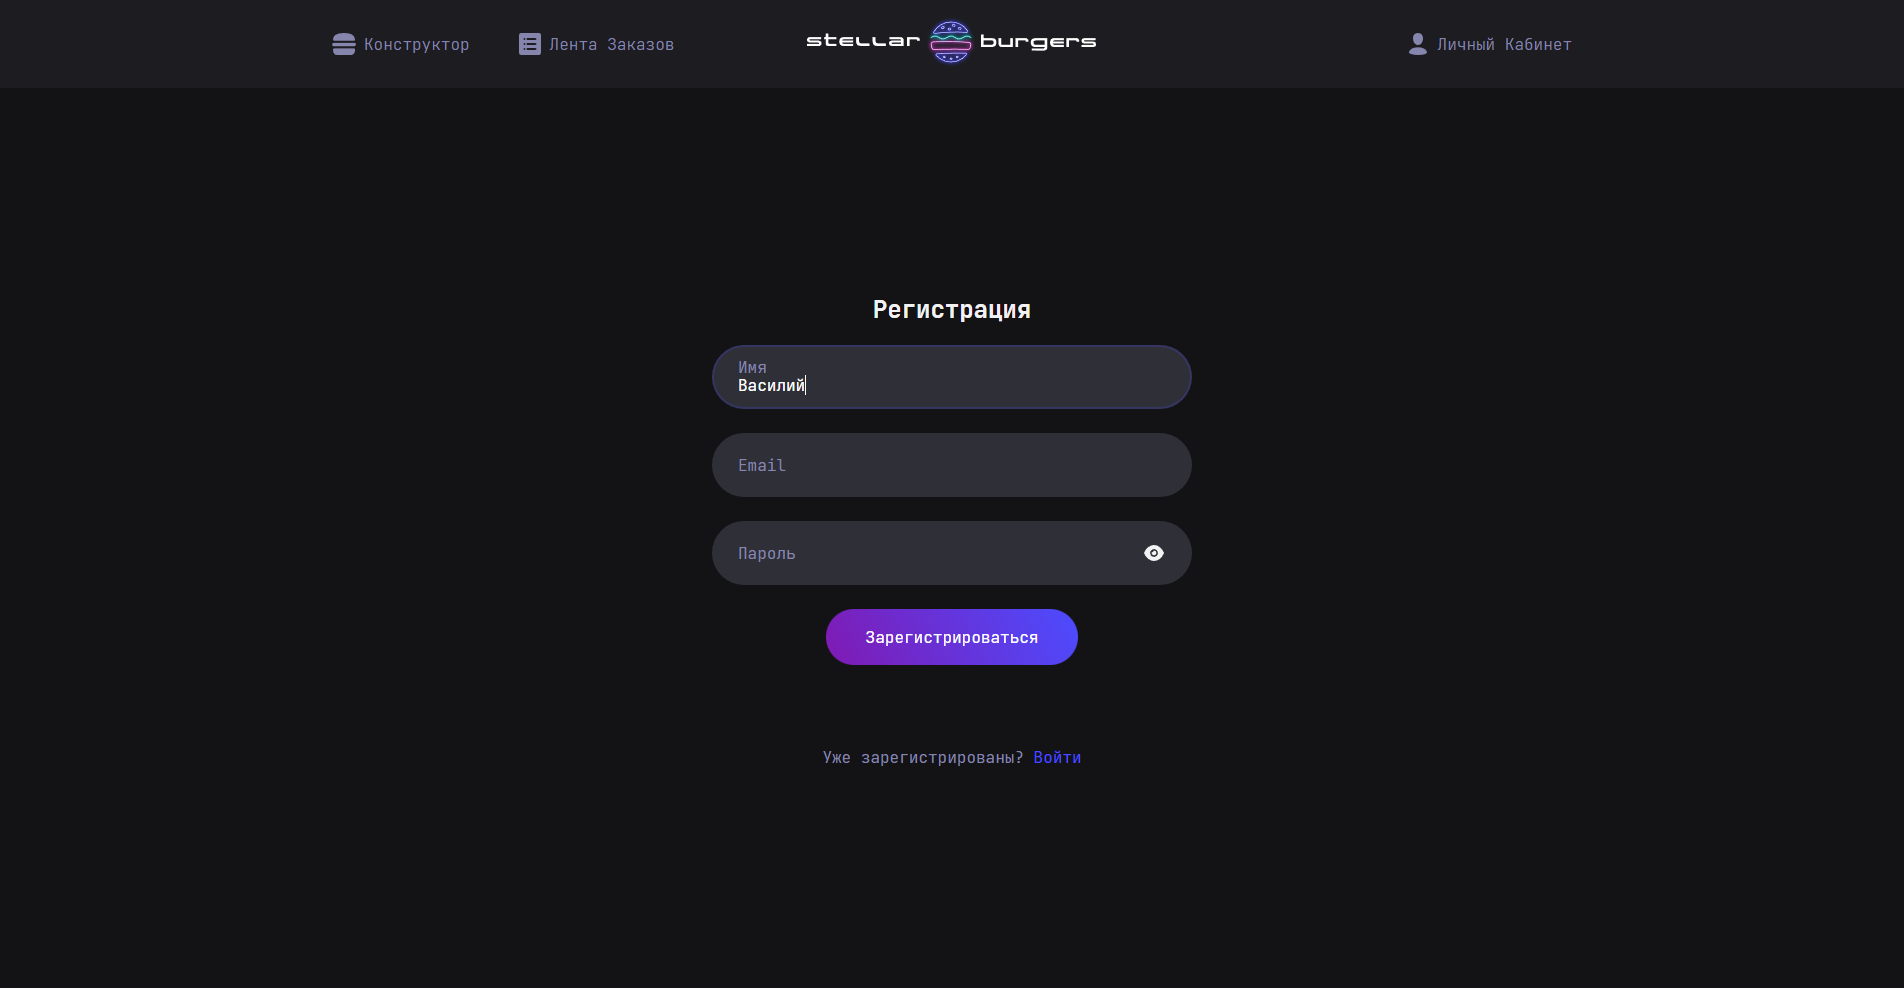 Конструктор
Лента Заказов
stellar burgers
Личный Кабинет
Регистрация
Имя
Василий
Email
Пароль
Зарегистрироваться
Уже зарегистрированы? Войти